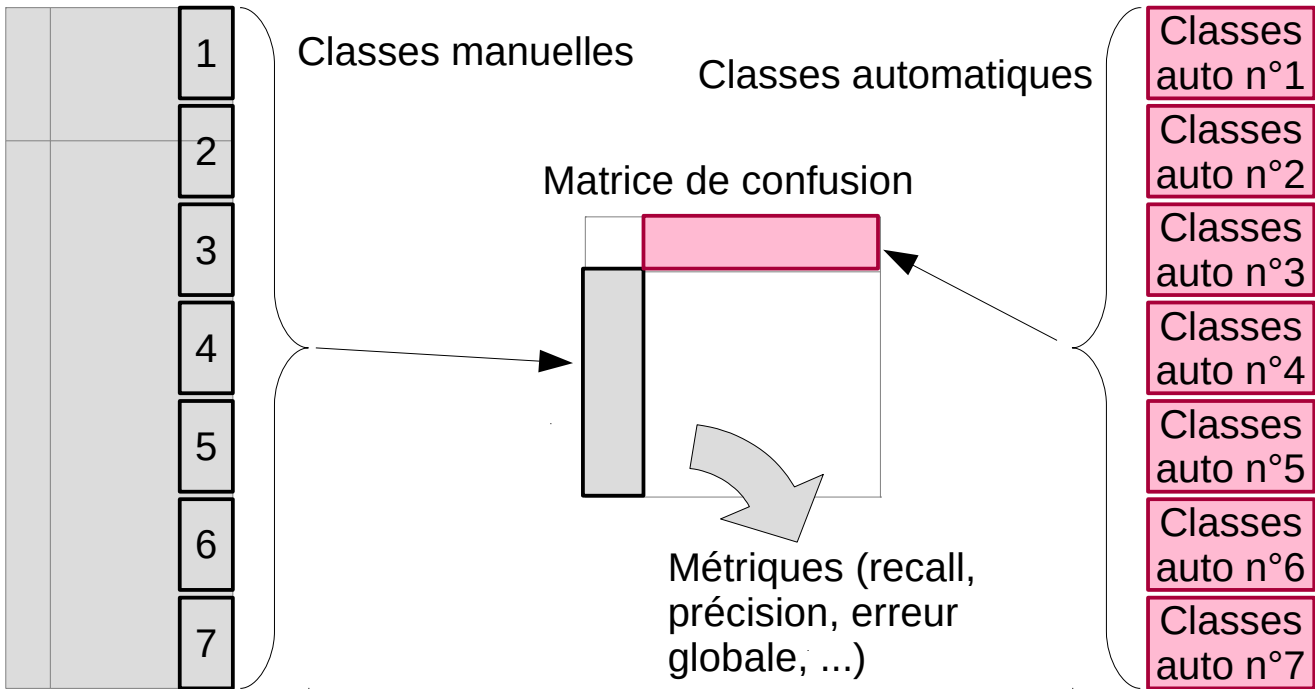 1
2
3
4
5
6
7
Classes manuelles
Classes automatiques
Matrice de confusion
Métriques (recall,
précision, erreur
globale, ...)
Classes
auto n°1
Classes
auto n°2
Classes
auto n°3
Classes
auto n°4
Classes
auto n°5
Classes
auto n°6
Classes
auto n°7